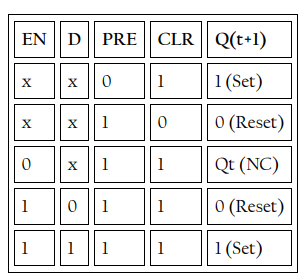 EN D PRE CLR Q(t+1)
x x 0 1 1 (Set)
x x 1 0 0 (Reset)
0 x 1 1 Qt (NC)
1 0 1 1 0 (Reset)
1 1 1 1 1 (Set)